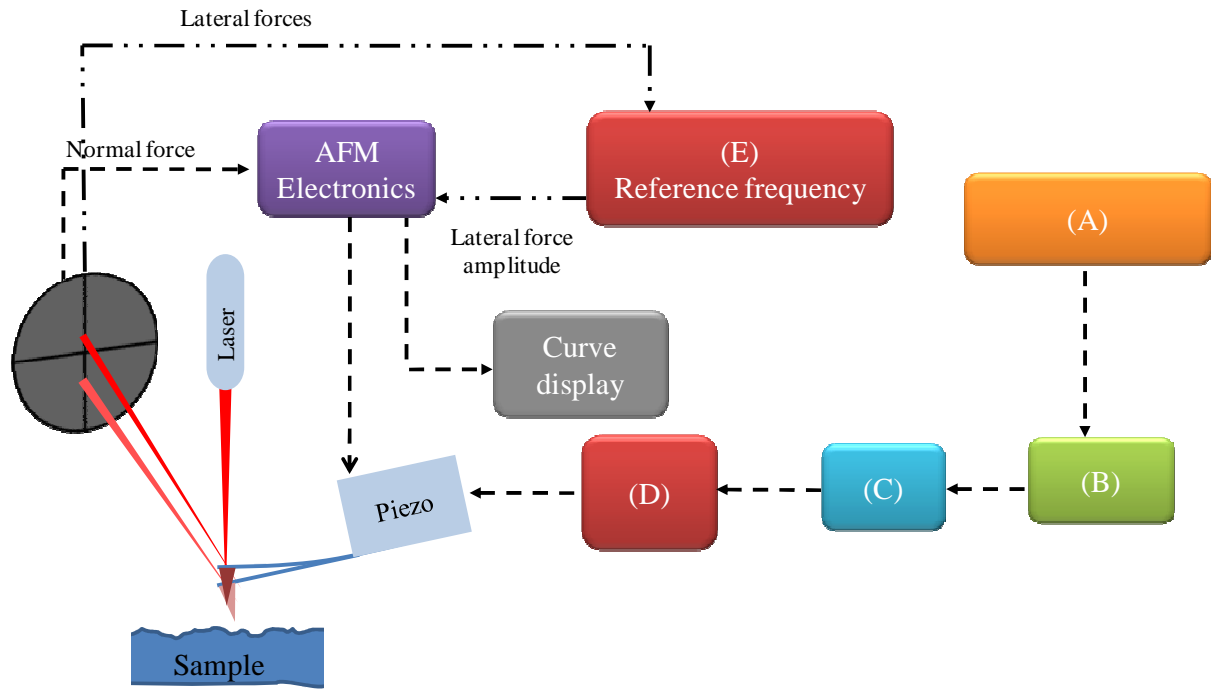 Lateral forces
Normal force
AFM
Electronics
(E)
Reference frequency
(A)
Lateral force
amplitude
Laser
Curve
display
Piezo
(D)
(C)
(B)
Sample